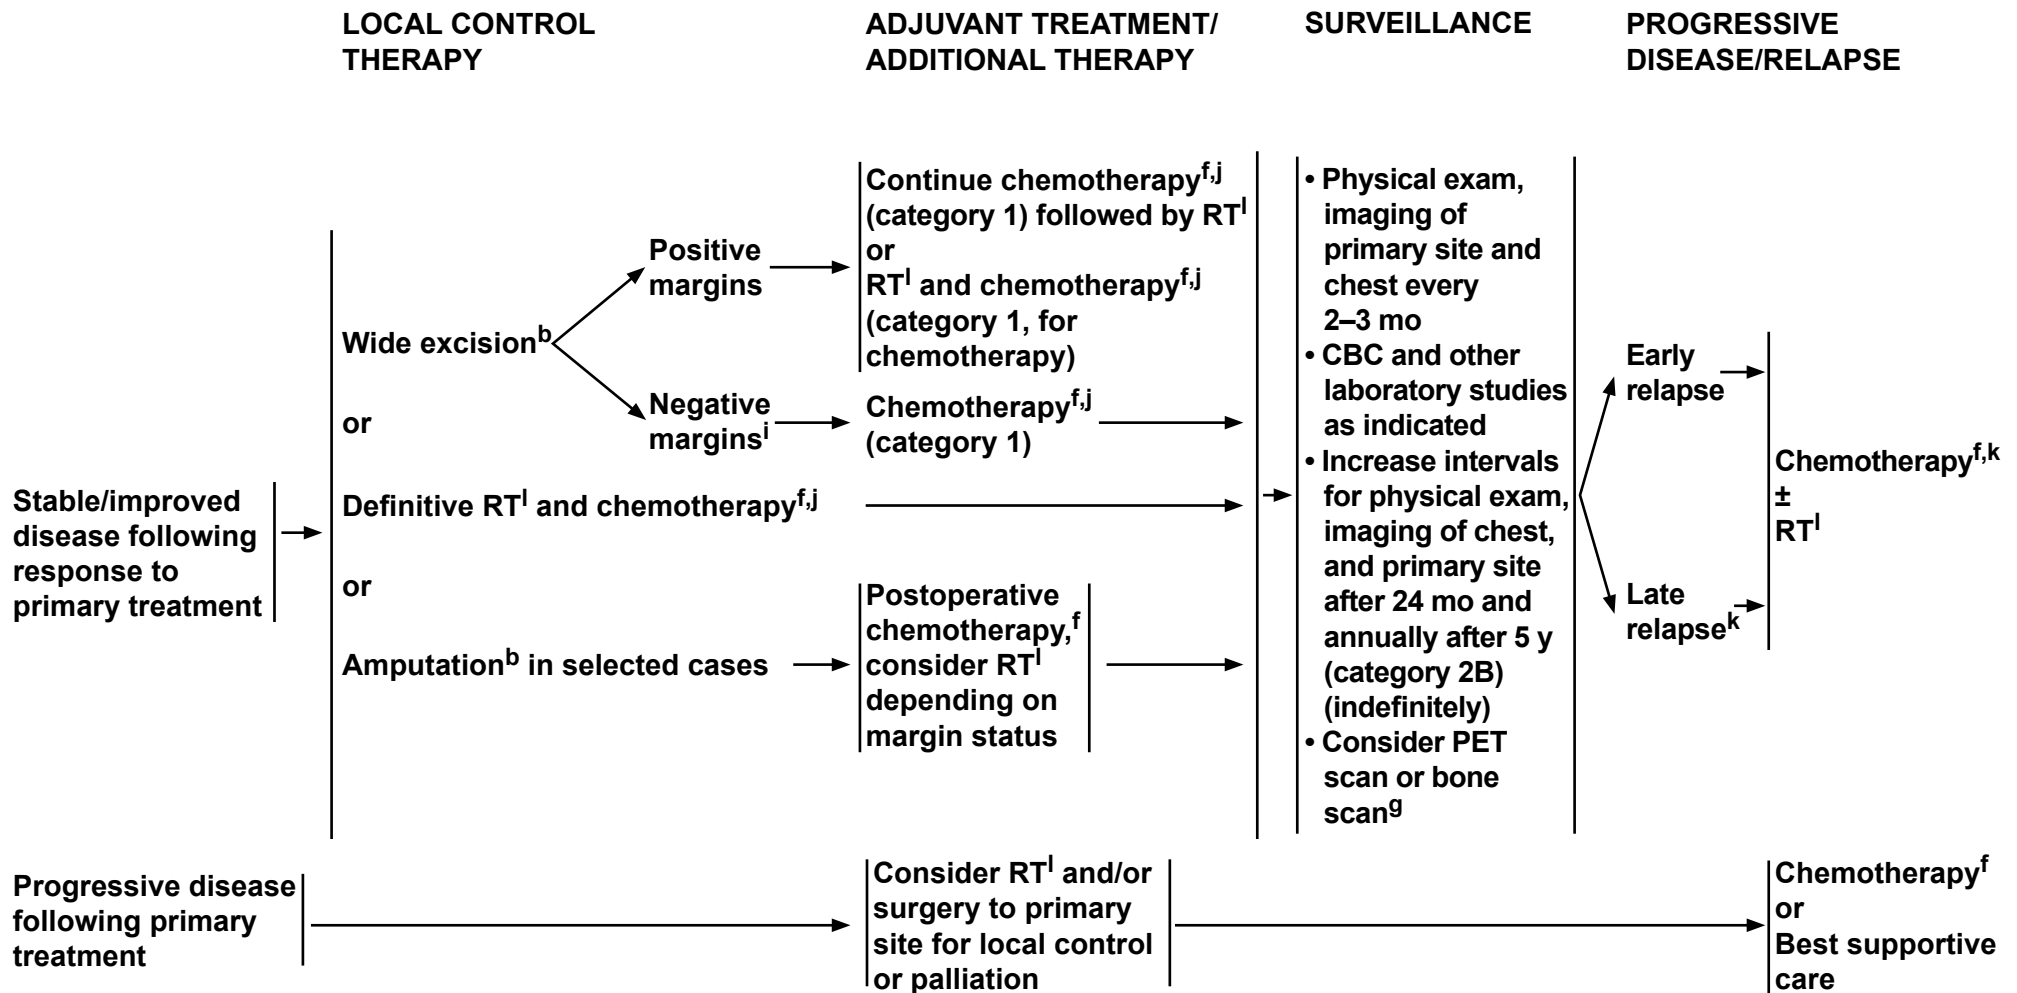 LOCAL CONTROL
THERAPY
ADJUVANT TREATMENT/
ADDITIONAL THERAPY
SURVEILLANCE
PROGRESSIVE
DISEASE/RELAPSE
Stable/improved
disease following
response to
primary treatment
Wide excisionb
or
Definitive RTl and chemotherapyf,j
or
Amputationb in selected cases
Positive
margins
Negative
marginsi
Continue chemotherapyf,j
(category 1) followed by RTl
or
RTl and chemotherapyf,j
(category 1, for
chemotherapy)
Chemotherapyf,j
(category 1)
Postoperative
chemotherapy,f
consider RTl
depending on
margin status
• Physical exam,
imaging of
primary site and
chest every
2–3 mo
• CBC and other
laboratory studies
as indicated
• Increase intervals
for physical exam,
imaging of chest,
and primary site
after 24 mo and
annually after 5 y
(category 2B)
(indefinitely)
• Consider PET
scan or bone
scang
Early
relapse
Late
relapsek
Chemotherapyf,k
±
RTl
Progressive disease
following primary
treatment
Consider RTl and/or
surgery to primary
site for local control
or palliation
Chemotherapyf
or
Best supportive
care